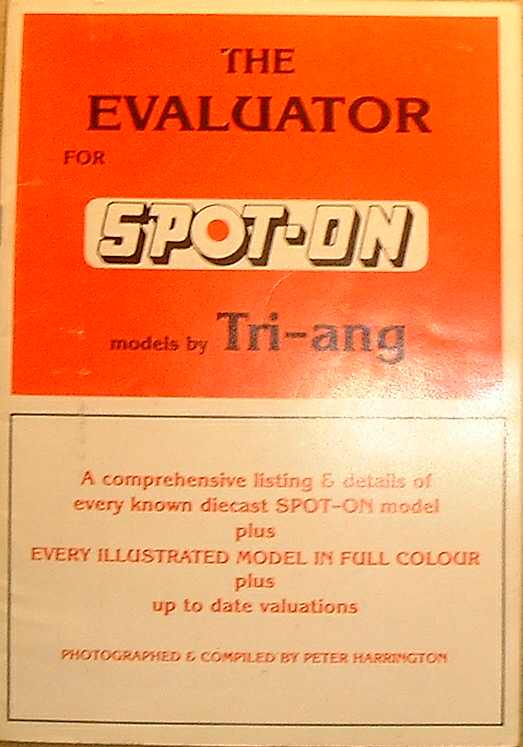 THE
EVALUATOR
FOR
SPOT-ON
models by Tri-ang
A comprehensive listing & details of
every known diecast SPOT-ON model
plus
EVERY ILLUSTRATED MODEL IN FULL COLOUR
plus
up to date valuations
PHOTOGRAPHED & COMPILED BY PETER HARRINGTON